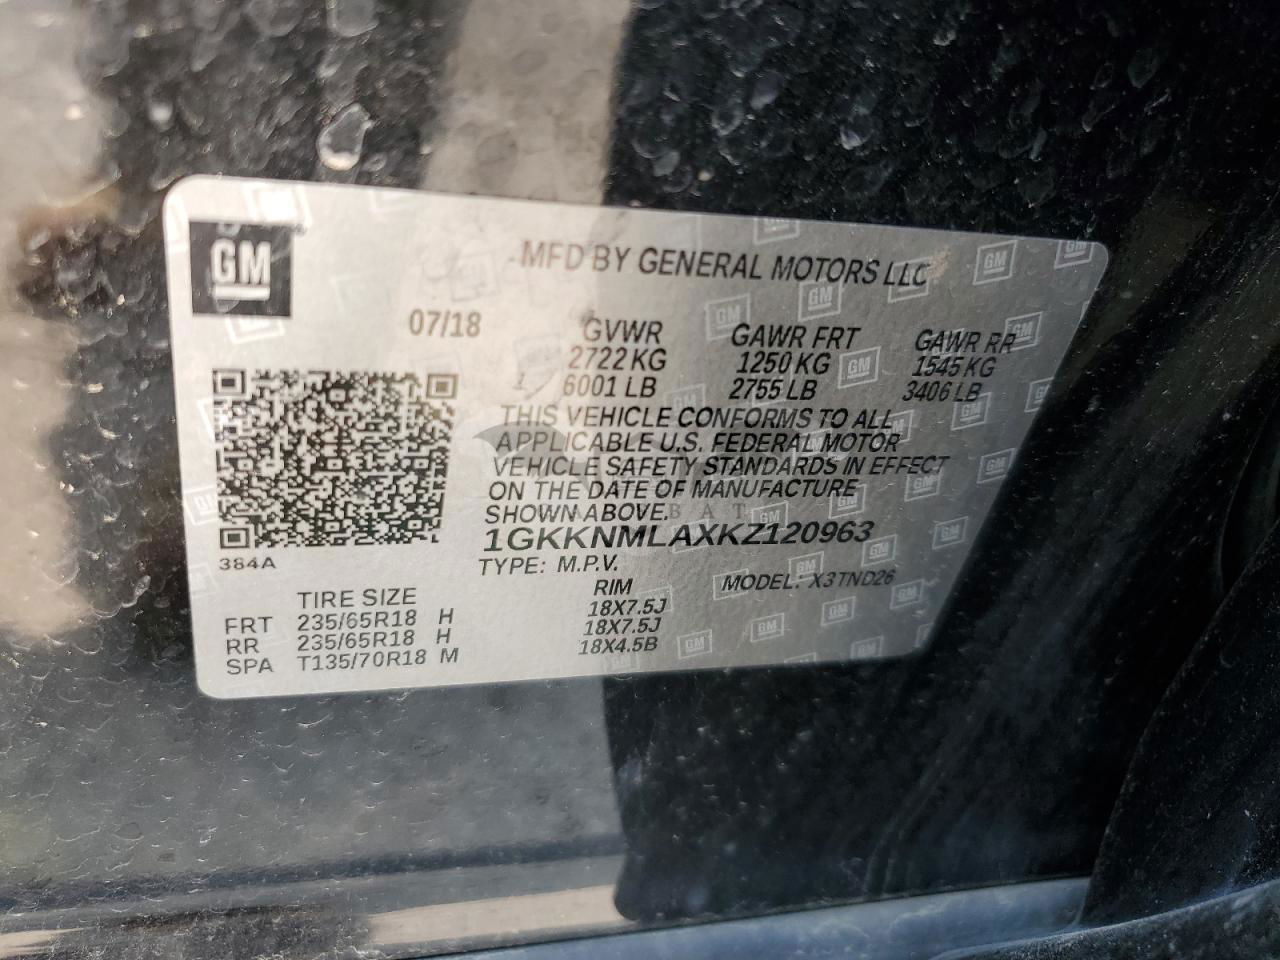 GM
MFD BY GENERAL MOTORS LLC
07/18
GVWR GAWR FRT GAWR RR
2722 KG 1250 KG 1545 KG
6001 LB 2755 LB 3406 LB
THIS VEHICLE CONFORMS TO ALL
APPLICABLE U.S. FEDERAL MOTOR
VEHICLE SAFETY STANDARDS IN EFFECT
ON THE DATE OF MANUFACTURE
SHOWN ABOVE.
1GKKNMLAXKZ120963
384A
TYPE: M.P.V.
MODEL: X3TND26
TIRE SIZE RIM
FRT 235/65R18 H 18X7.5J
RR 235/65R18 H 18X7.5J
SPA T135/70R18 M 18X4.5B